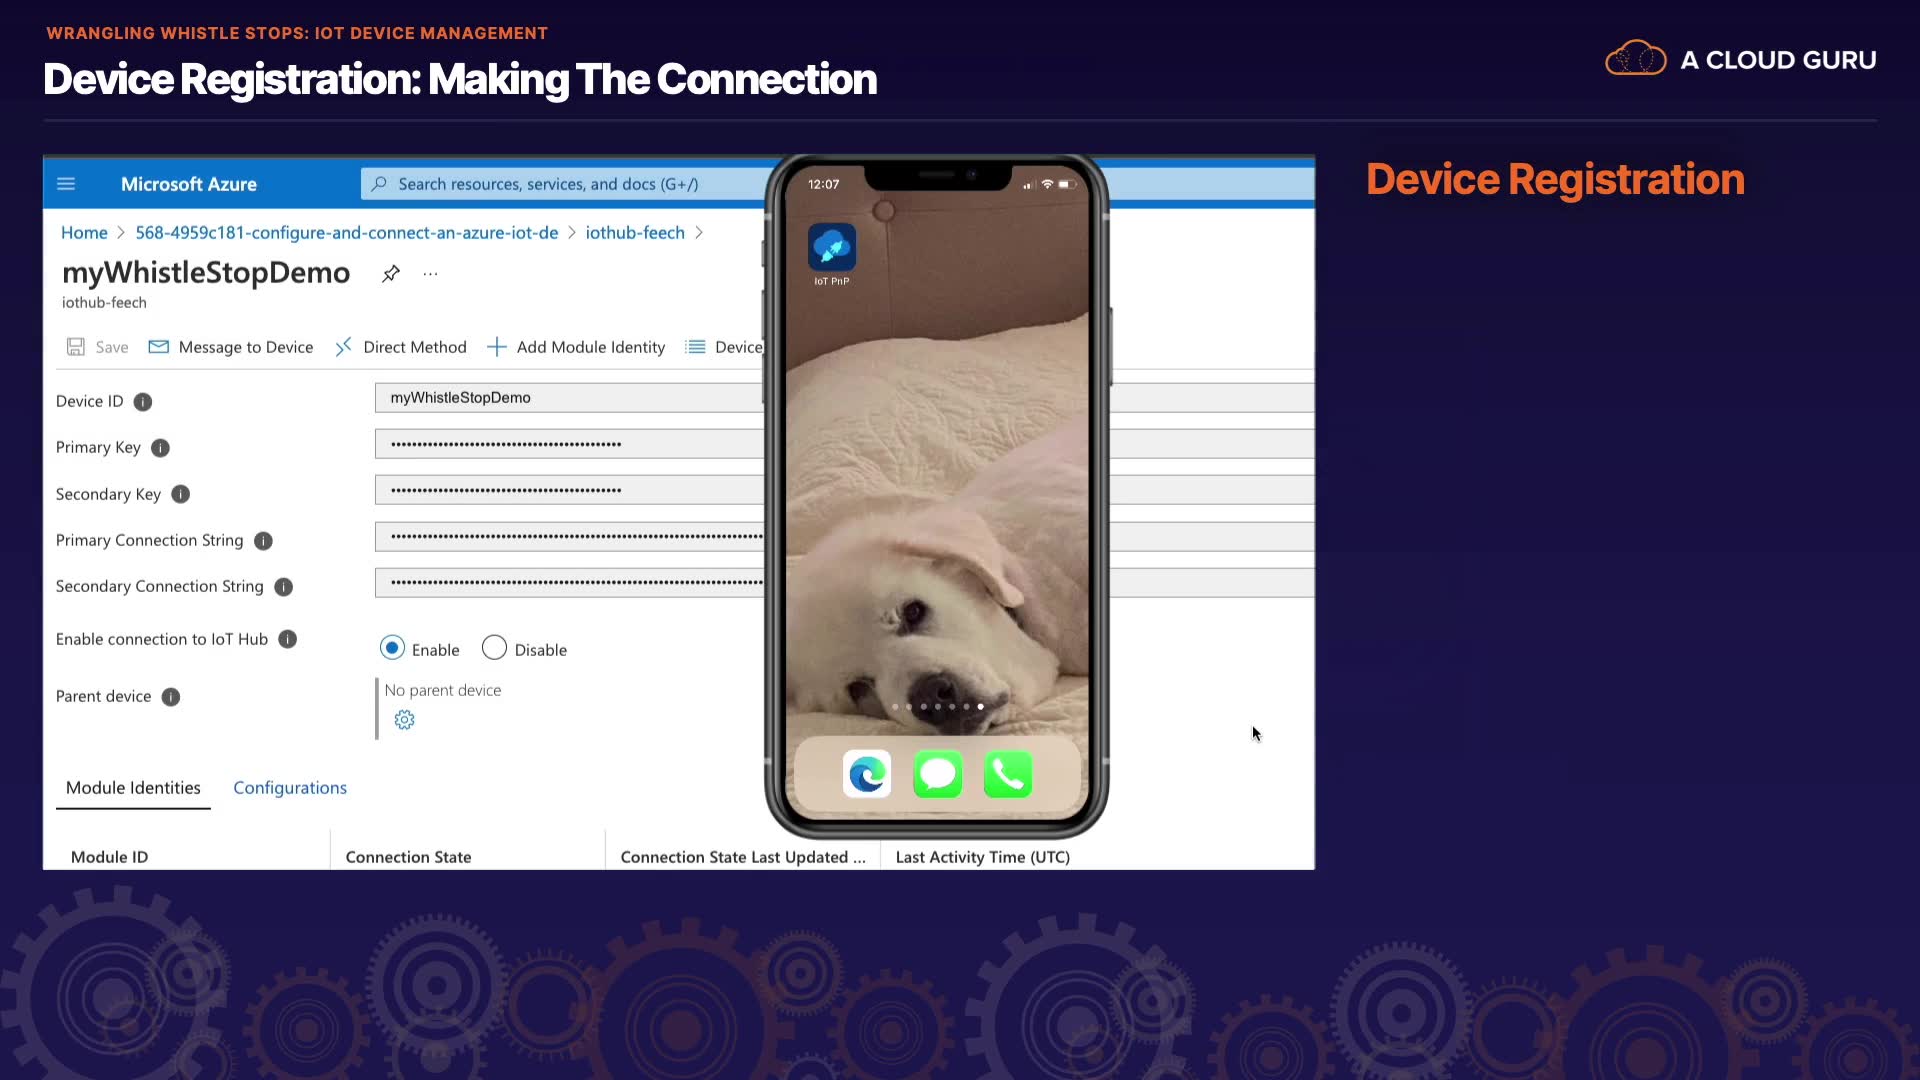 WRANGLING WHISTLE STOPS: IOT DEVICE MANAGEMENT
Device Registration: Making The Connection
A CLOUD GURU
Device Registration
Microsoft Azure
Search resources, services, and docs (G+/)
Home > 568-4959c181-configure-and-connect-an-azure-iot-de > iothub-feech >
myWhistleStopDemo
...
iothub-feech
Save
Message to Device
Direct Method
Add Module Identity
Device
Device ID
myWhistleStopDemo
Primary Key
Secondary Key
Primary Connection String
Secondary Connection String
Enable connection to IoT Hub
Enable
Disable
Parent device
No parent device
Module Identities
Configurations
Module ID
Connection State
Connection State Last Updated ...
Last Activity Time (UTC)
12:07
IoT PnP